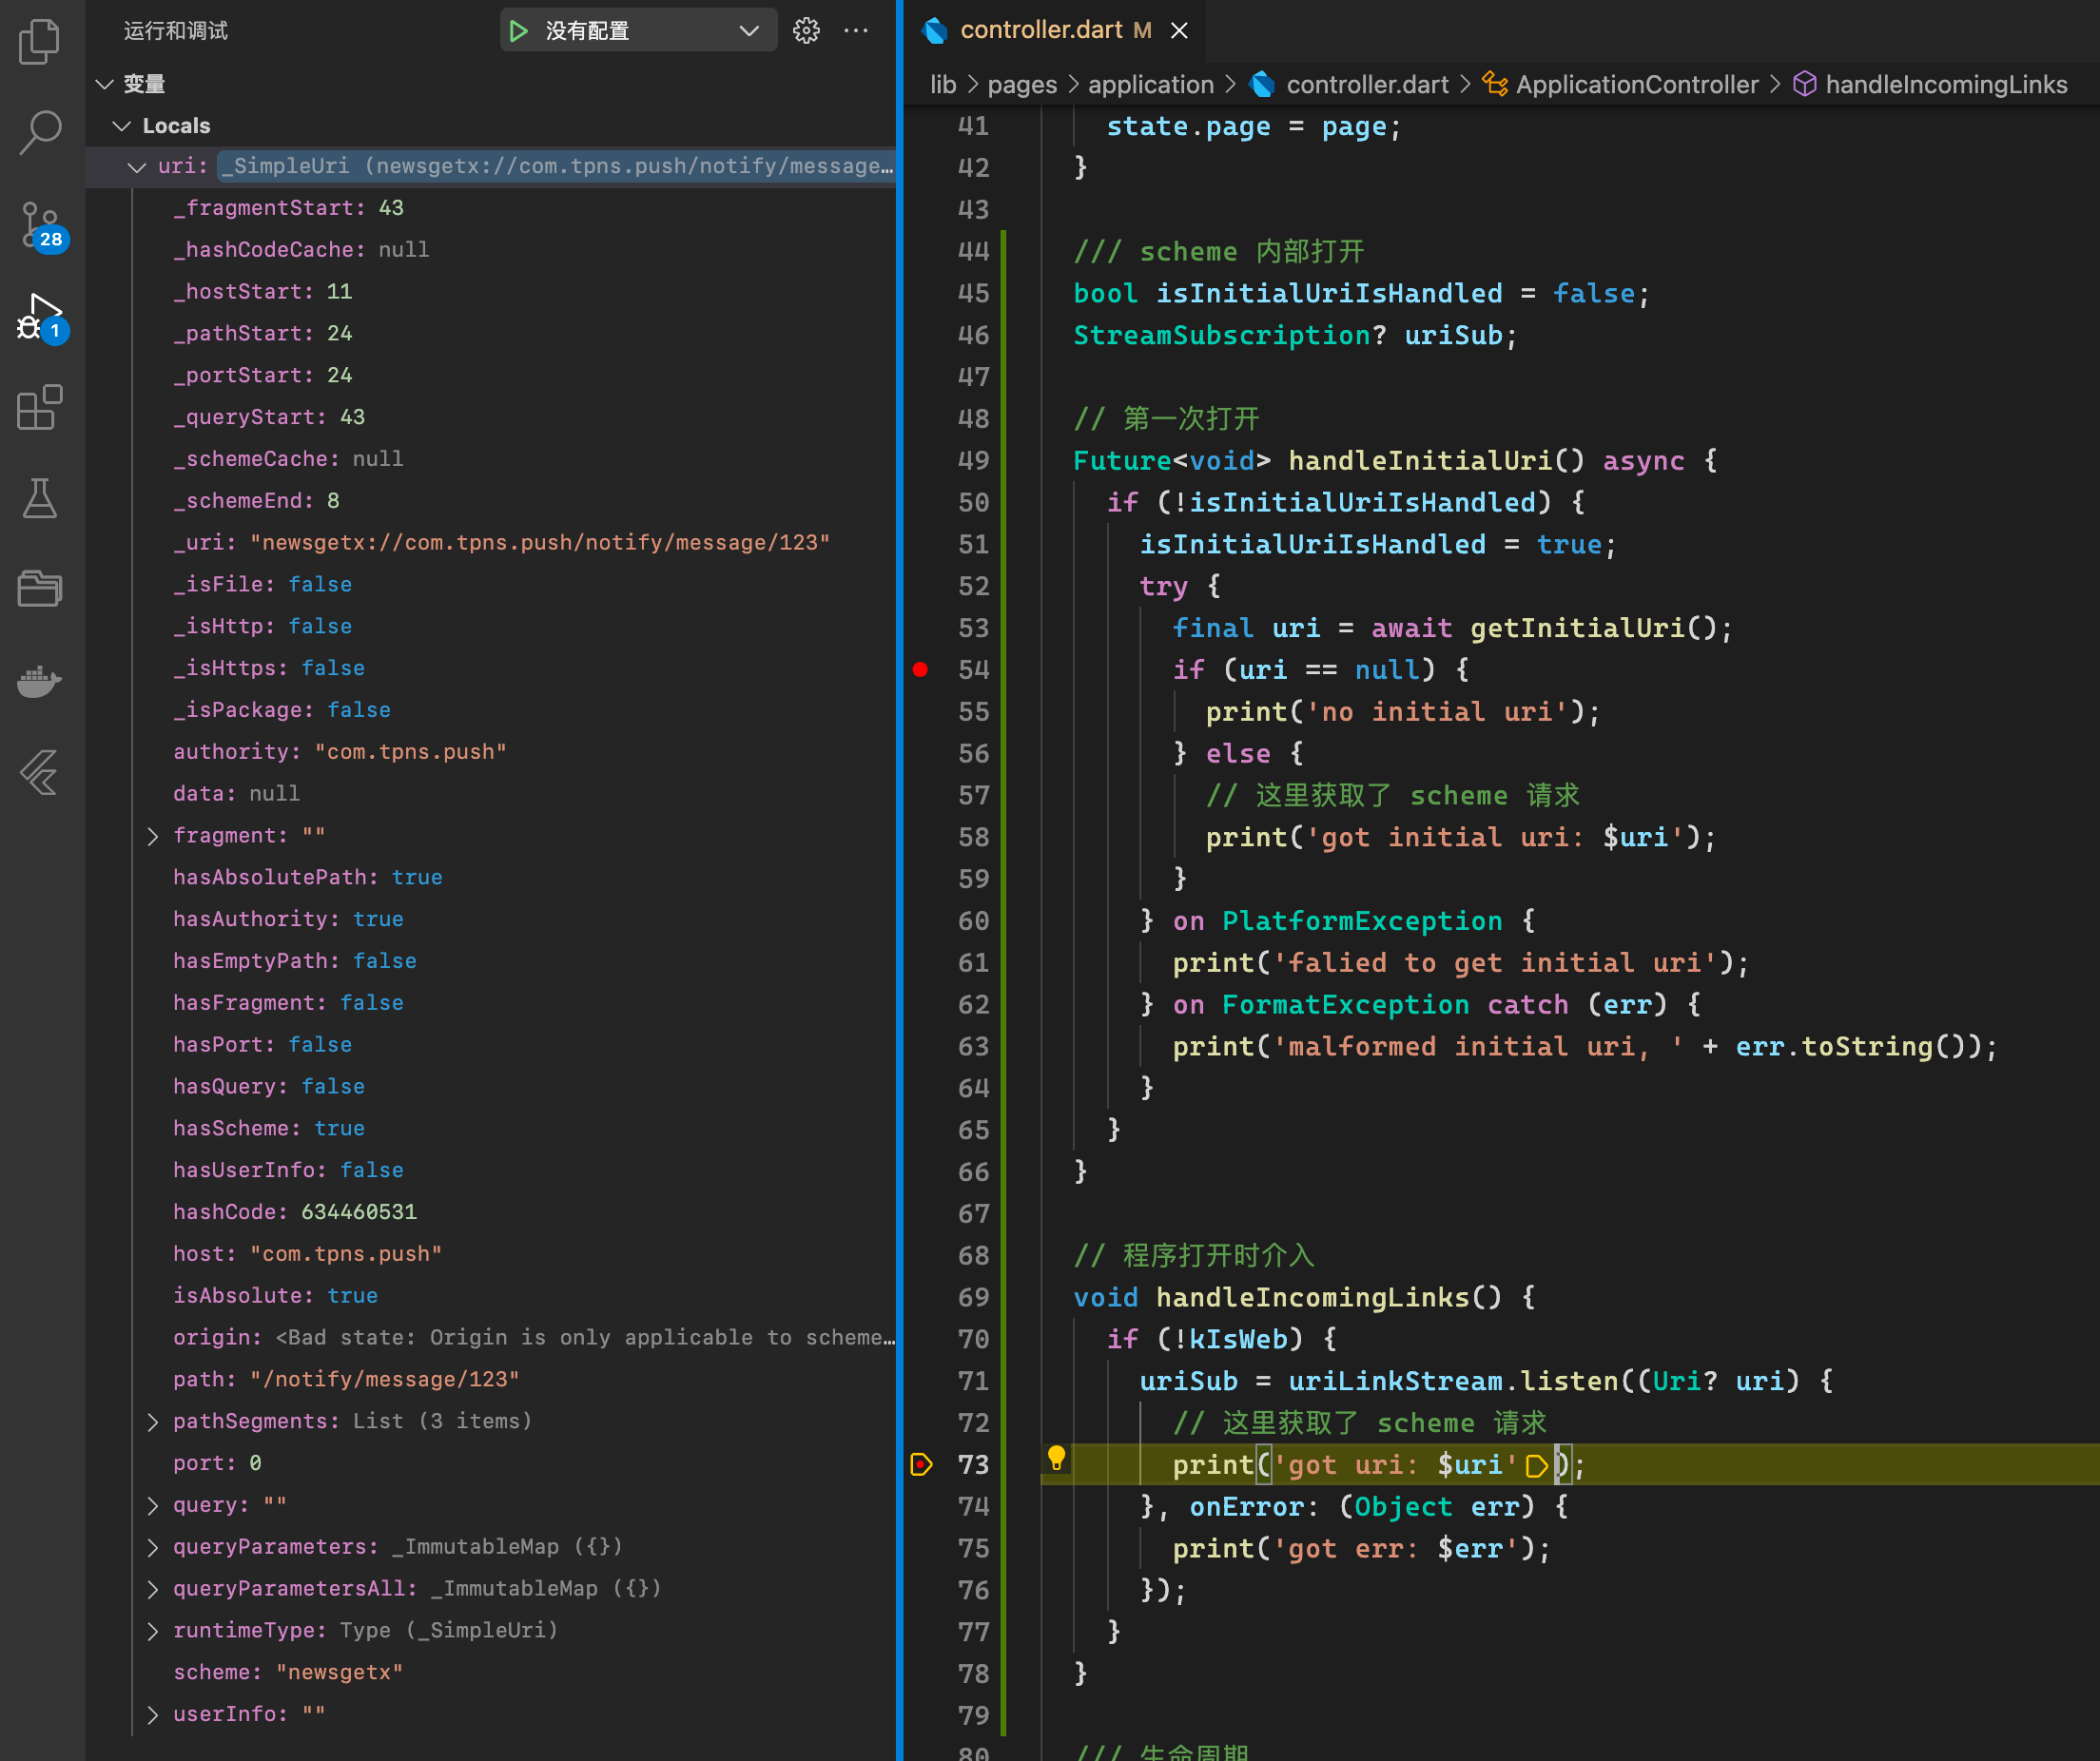 运行和调试
没有配置
变量
Locals
uri: _SimpleUri (newsgetx://com.tpns.push/notify/message…
_fragmentStart: 43
_hashCodeCache: null
_hostStart: 11
_pathStart: 24
_portStart: 24
_queryStart: 43
_schemeCache: null
_schemeEnd: 8
_uri: "newsgetx://com.tpns.push/notify/message/123"
_isFile: false
_isHttp: false
_isHttps: false
_isPackage: false
authority: "com.tpns.push"
data: null
fragment: ""
hasAbsolutePath: true
hasAuthority: true
hasEmptyPath: false
hasFragment: false
hasPort: false
hasQuery: false
hasScheme: true
hasUserInfo: false
hashCode: 634460531
host: "com.tpns.push"
isAbsolute: true
origin: <Bad state: Origin is only applicable to scheme…
path: "/notify/message/123"
pathSegments: List (3 items)
port: 0
query: ""
queryParameters: _ImmutableMap ({})
queryParametersAll: _ImmutableMap ({})
runtimeType: Type (_SimpleUri)
scheme: "newsgetx"
userInfo: ""
28
1
controller.dart M
lib > pages > application > controller.dart > ApplicationController > handleIncomingLinks
41 state.page = page;
42 }
43
44 /// scheme 内部打开
45 bool isInitialUriIsHandled = false;
46 StreamSubscription? uriSub;
47
48 // 第一次打开
49 Future<void> handleInitialUri() async {
50 if (!isInitialUriIsHandled) {
51 isInitialUriIsHandled = true;
52 try {
53 final uri = await getInitialUri();
54 if (uri == null) {
55 print('no initial uri');
56 } else {
57 // 这里获取了 scheme 请求
58 print('got initial uri: $uri');
59 }
60 } on PlatformException {
61 print('falied to get initial uri');
62 } on FormatException catch (err) {
63 print('malformed initial uri, ' + err.toString());
64 }
65 }
66 }
67
68 // 程序打开时介入
69 void handleIncomingLinks() {
70 if (!kIsWeb) {
71 uriSub = uriLinkStream.listen((Uri? uri) {
72 // 这里获取了 scheme 请求
73 print('got uri: $uri');
74 }, onError: (Object err) {
75 print('got err: $err');
76 });
77 }
78 }
79
80 /// 生命周期